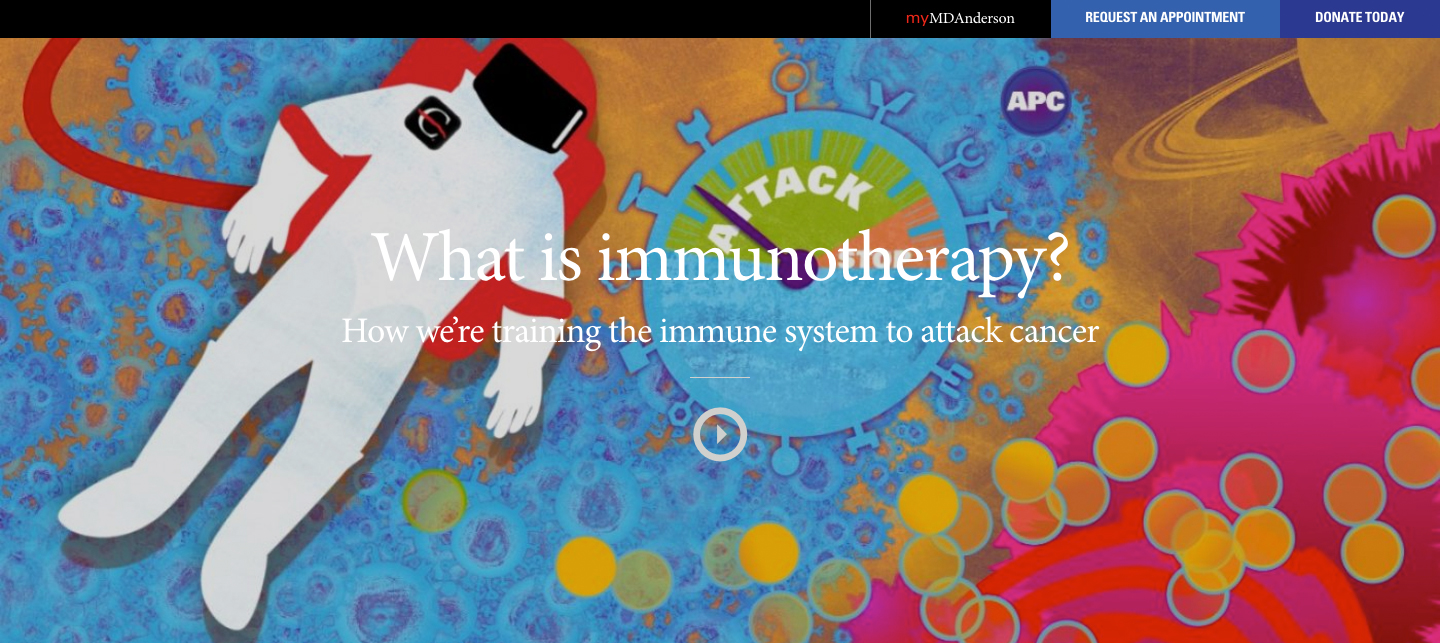 myMDAnderson
REQUEST AN APPOINTMENT
DONATE TODAY
APC
ATTACK
STOP
What is immunotherapy?
How we’re training the immune system to attack cancer